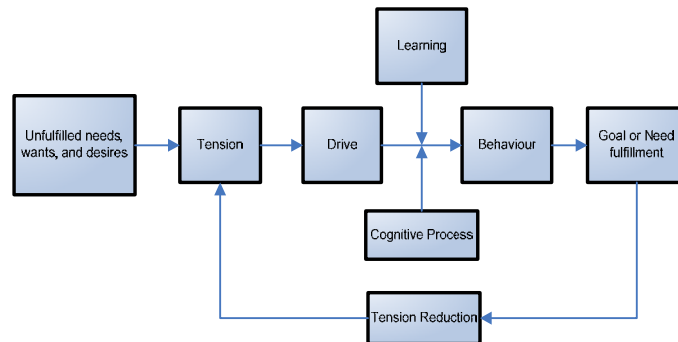 Learning
Unfulfilled needs,
wants, and desires
Tension
Drive
Behaviour
Goal or Need
fulfillment
Cognitive Process
Tension Reduction